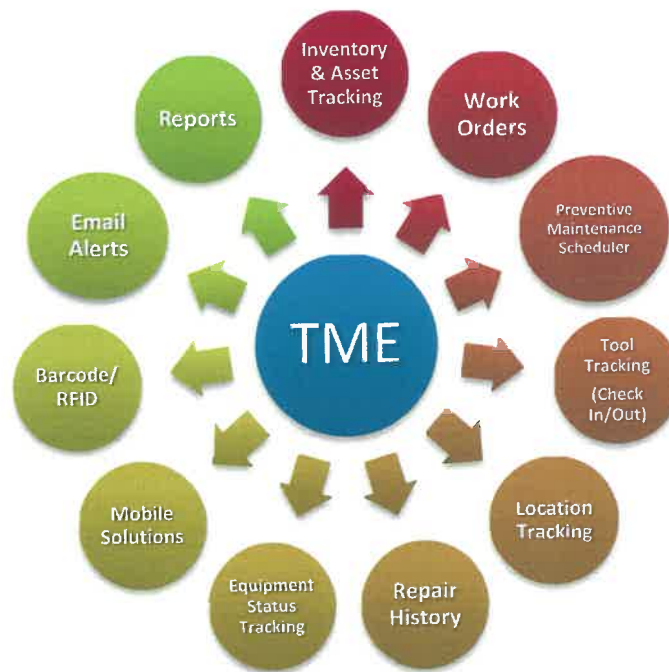 TME
Inventory
& Asset
Tracking
Work
Orders
Preventive
Maintenance
Scheduler
Tool
Tracking
(Check
In/Out)
Location
Tracking
Repair
History
Equipment
Status
Tracking
Mobile
Solutions
Barcode/
RFID
Email
Alerts
Reports